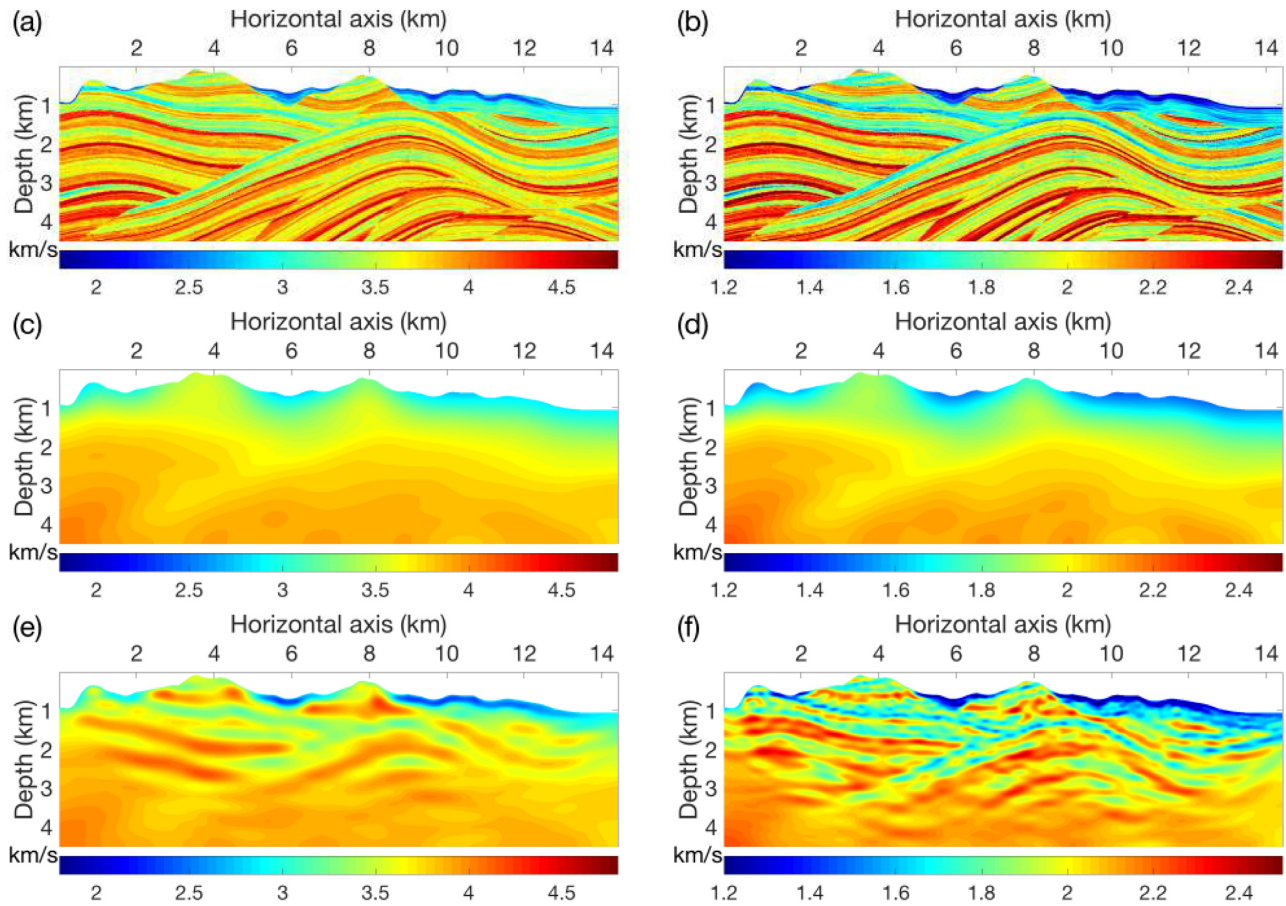 (a) Horizontal axis (km) (b) Horizontal axis (km)
2 4 6 8 10 12 14 2 4 6 8 10 12 14
Depth (km) 1 2 3 4 Depth (km) 1 2 3 4
km/s km/s
2 2.5 3 3.5 4 4.5 1.2 1.4 1.6 1.8 2 2.2 2.4
(c) Horizontal axis (km) (d) Horizontal axis (km)
2 4 6 8 10 12 14 2 4 6 8 10 12 14
Depth (km) 1 2 3 4 Depth (km) 1 2 3 4
km/s km/s
2 2.5 3 3.5 4 4.5 1.2 1.4 1.6 1.8 2 2.2 2.4
(e) Horizontal axis (km) (f) Horizontal axis (km)
2 4 6 8 10 12 14 2 4 6 8 10 12 14
Depth (km) 1 2 3 4 Depth (km) 1 2 3 4
km/s km/s
2 2.5 3 3.5 4 4.5 1.2 1.4 1.6 1.8 2 2.2 2.4